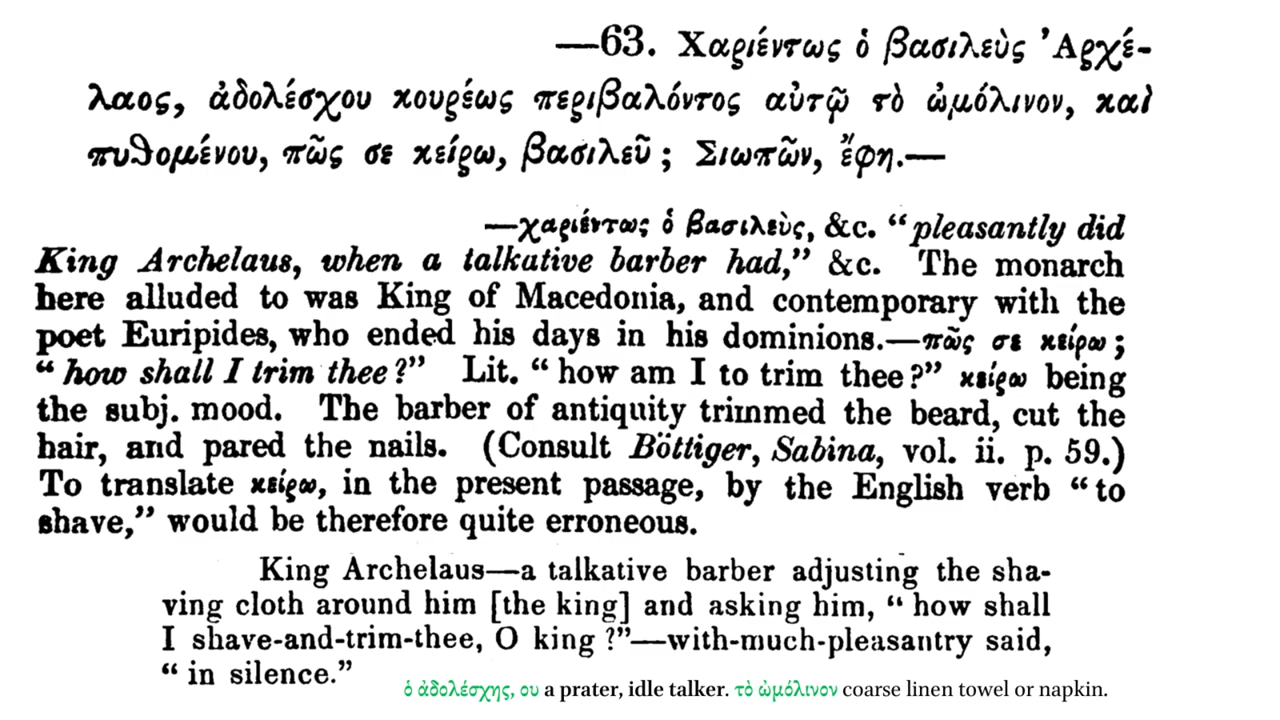 —63. Χαριέντως ὁ βασιλεὺς Ἀρχέ-
λαος, ἀδολέσχου κουρέως περιβαλόντος αὐτῷ τὸ ὠμόλινον, καὶ
πυθομένου, πῶς σε κείρω, βασιλεῦ; Σιωπῶν, ἔφη.—
—χαριέντως ὁ βασιλεὺς, &c. “pleasantly did
King Archelaus, when a talkative barber had,” &c. The monarch
here alluded to was King of Macedonia, and contemporary with the
poet Euripides, who ended his days in his dominions.—πῶς σε κείρω;
“how shall I trim thee?” Lit. “how am I to trim thee?” κείρω being
the subj. mood. The barber of antiquity trimmed the beard, cut the
hair, and pared the nails. (Consult Böttiger, Sabina, vol. ii. p. 59.)
To translate κείρω, in the present passage, by the English verb “to
shave,” would be therefore quite erroneous.
King Archelaus—a talkative barber adjusting the sha-
ving cloth around him [the king] and asking him, “how shall
I shave-and-trim-thee, O king?”—with-much-pleasantry said,
“in silence.”
ὁ ἀδολέσχης, ου a prater, idle talker. τὸ ὠμόλινον coarse linen towel or napkin.